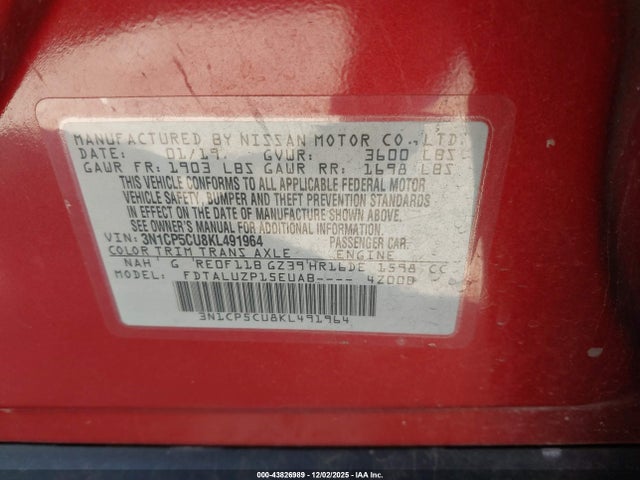 MANUFACTURED BY NISSAN MOTOR CO., LTD.
DATE: 01/19. GVWR: 3600 LBS
GAWR FR: 1903 LBS GAWR RR: 1698 LBS
THIS VEHICLE CONFORMS TO ALL APPLICABLE FEDERAL MOTOR
VEHICLE SAFETY, BUMPER AND THEFT PREVENTION STANDARDS
IN EFFECT ON THE DATE OF MANUFACTURE SHOWN ABOVE.
SEE OWNER'S MANUAL FOR ADDITIONAL INFORMATION.
VIN: 3N1CP5CU8KL491964 PASSENGER CAR.
COLOR TRIM TRANS AXLE ENGINE
NAH G RE0F11B GZ39 HR16DE 1598 CC
MODEL: FDTALUZP15EUAB---- 4Z000
3N1CP5CU8KL491964
000-43826989 - 12/02/2025 - IAAI.COM